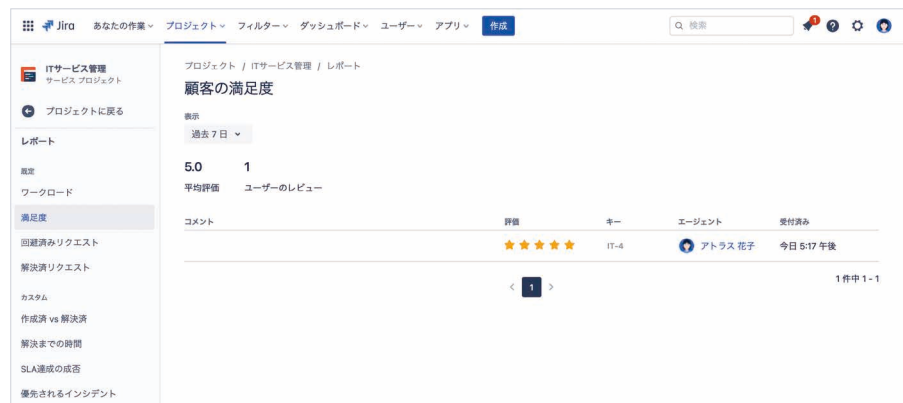 Jira あなたの作業 プロジェクト フィルター ダッシュボード ユーザー アプリ 作成 検索 1
ITサービス管理
サービス プロジェクト
プロジェクトに戻る
レポート
既定
ワークロード
満足度
回避済みリクエスト
解決済リクエスト
カスタム
作成済 vs 解決済
解決までの時間
SLA達成の成否
優先されるインシデント
プロジェクト / ITサービス管理 / レポート
顧客の満足度
表示
過去 7 日
5.0 1
平均評価 ユーザーのレビュー
コメント 評価 キー エージェント 受付済み
IT-4 アトラス 花子 今日 5:17 午後
1
1 件中 1 - 1